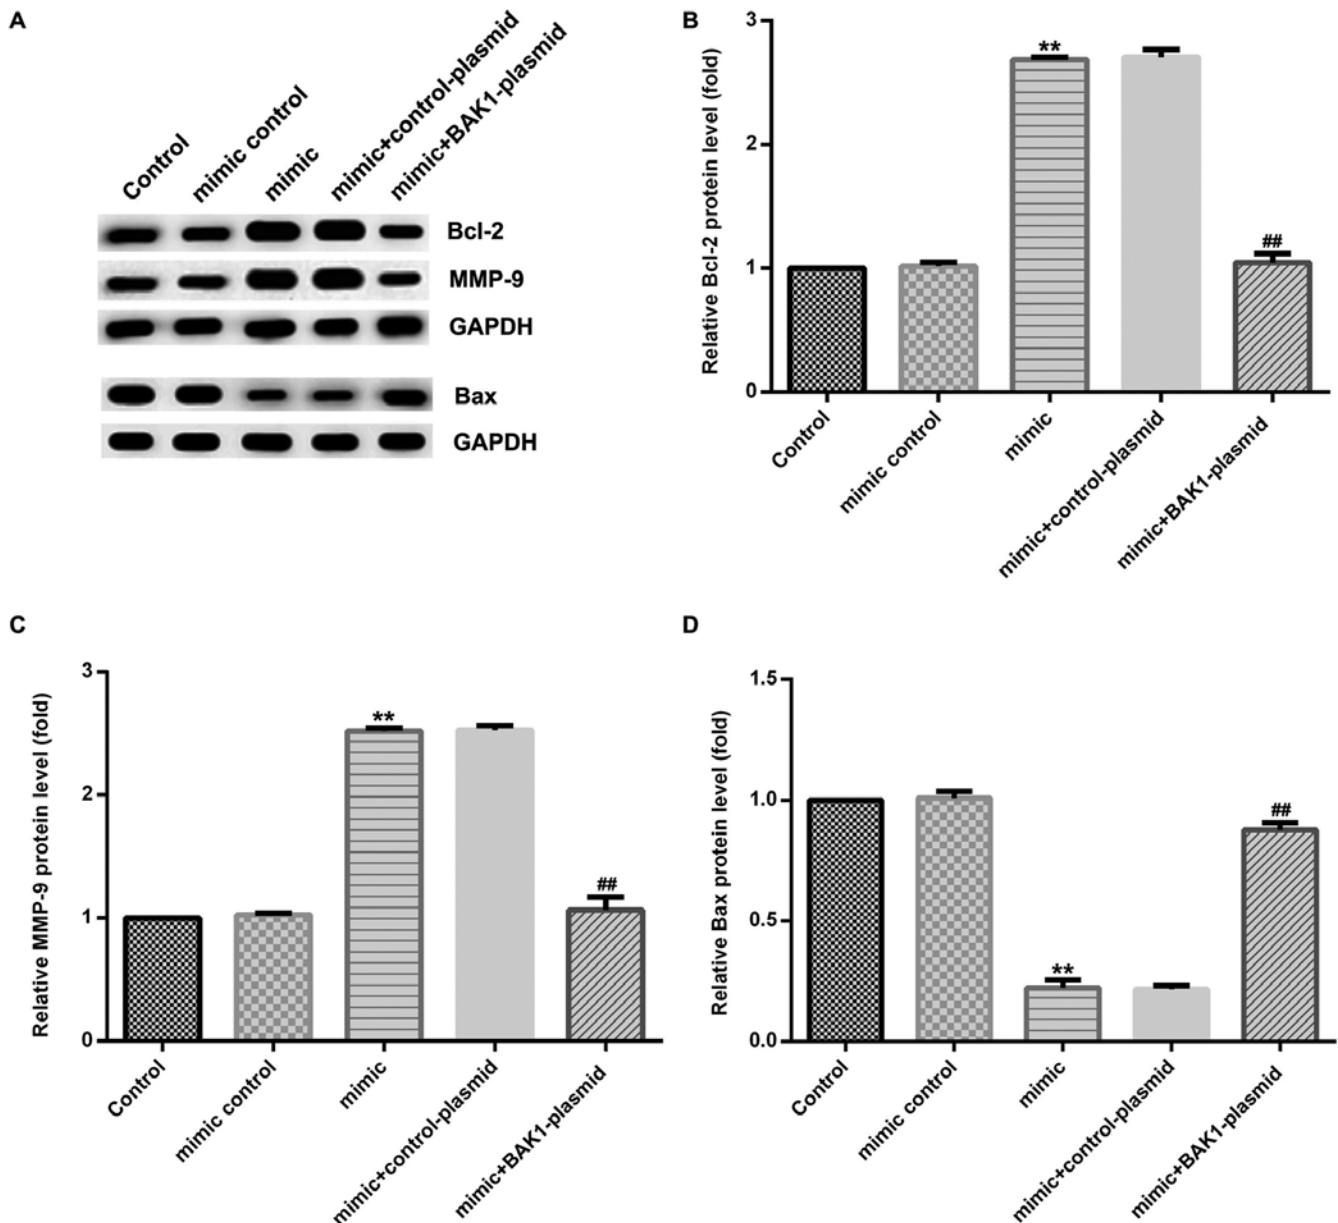 A
Control
mimic control
mimic
mimic+control-plasmid
mimic+BAK1-plasmid
Bcl-2
MMP-9
GAPDH
Bax
GAPDH
B
Relative Bcl-2 protein level (fold)
3
2
1
0
**
##
Control
mimic control
mimic
mimic+control-plasmid
mimic+BAK1-plasmid
C
Relative MMP-9 protein level (fold)
3
2
1
0
**
##
Control
mimic control
mimic
mimic+control-plasmid
mimic+BAK1-plasmid
D
Relative Bax protein level (fold)
1.5
1.0
0.5
0.0
**
##
Control
mimic control
mimic
mimic+control-plasmid
mimic+BAK1-plasmid